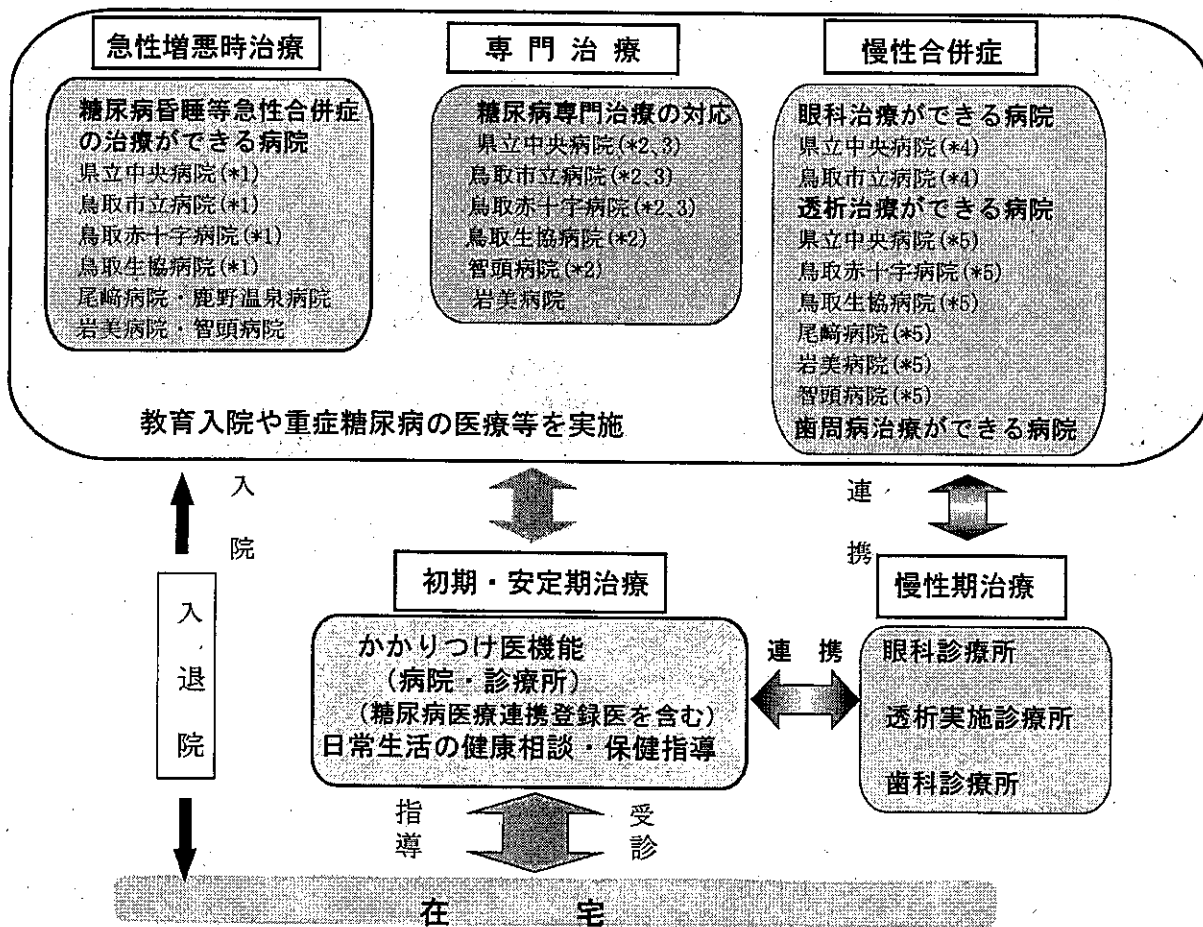 急性増悪時治療
糖尿病昏睡等急性合併症
の治療ができる病院
県立中央病院(*1)
鳥取市立病院(*1)
鳥取赤十字病院(*1)
鳥取生協病院(*1)
尾﨑病院・鹿野温泉病院
岩美病院・智頭病院
専門治療
糖尿病専門治療の対応
県立中央病院(*2、3)
鳥取市立病院(*2、3)
鳥取赤十字病院(*2、3)
鳥取生協病院(*2)
智頭病院(*2)
岩美病院
慢性合併症
眼科治療ができる病院
県立中央病院(*4)
鳥取市立病院(*4)
透析治療ができる病院
県立中央病院(*5)
鳥取赤十字病院(*5)
鳥取生協病院(*5)
尾﨑病院(*5)
岩美病院(*5)
智頭病院(*5)
歯周病治療ができる病院
教育入院や重症糖尿病の医療等を実施
入院
連携
入退院
初期・安定期治療
かかりつけ医機能
(病院・診療所)
(糖尿病医療連携登録医を含む)
日常生活の健康相談・保健指導
連携
慢性期治療
眼科診療所
透析実施診療所
歯科診療所
指導
受診
在宅